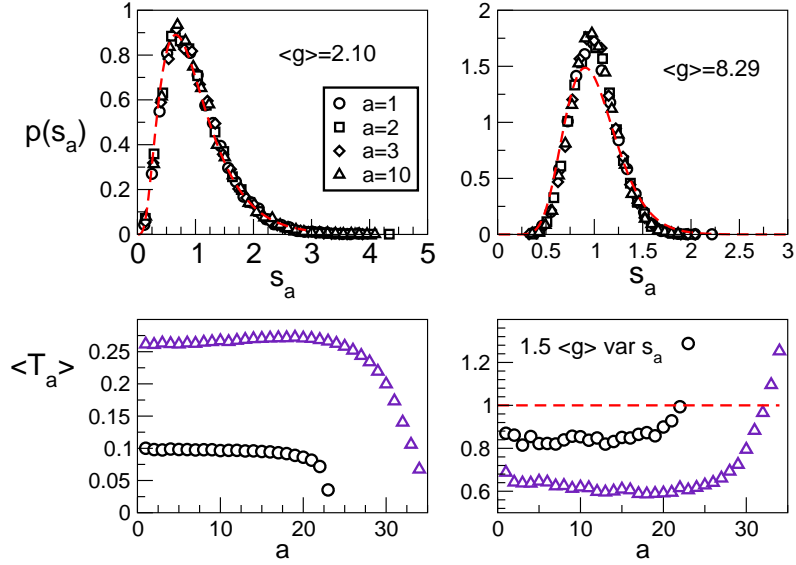 1
0.8
0.6
0.4
0.2
0
p(s_a)
<g>=2.10
a=1
a=2
a=3
a=10
0 1 2 3 4 5
s_a
2
1.5
1
0.5
0
<g>=8.29
0 0.5 1 1.5 2 2.5 3
s_a
<T_a>
0.25
0.2
0.15
0.1
0.05
0
0 10 20 30
a
1.2
1
0.8
0.6
1.5 <g> var s_a
0 10 20 30
a